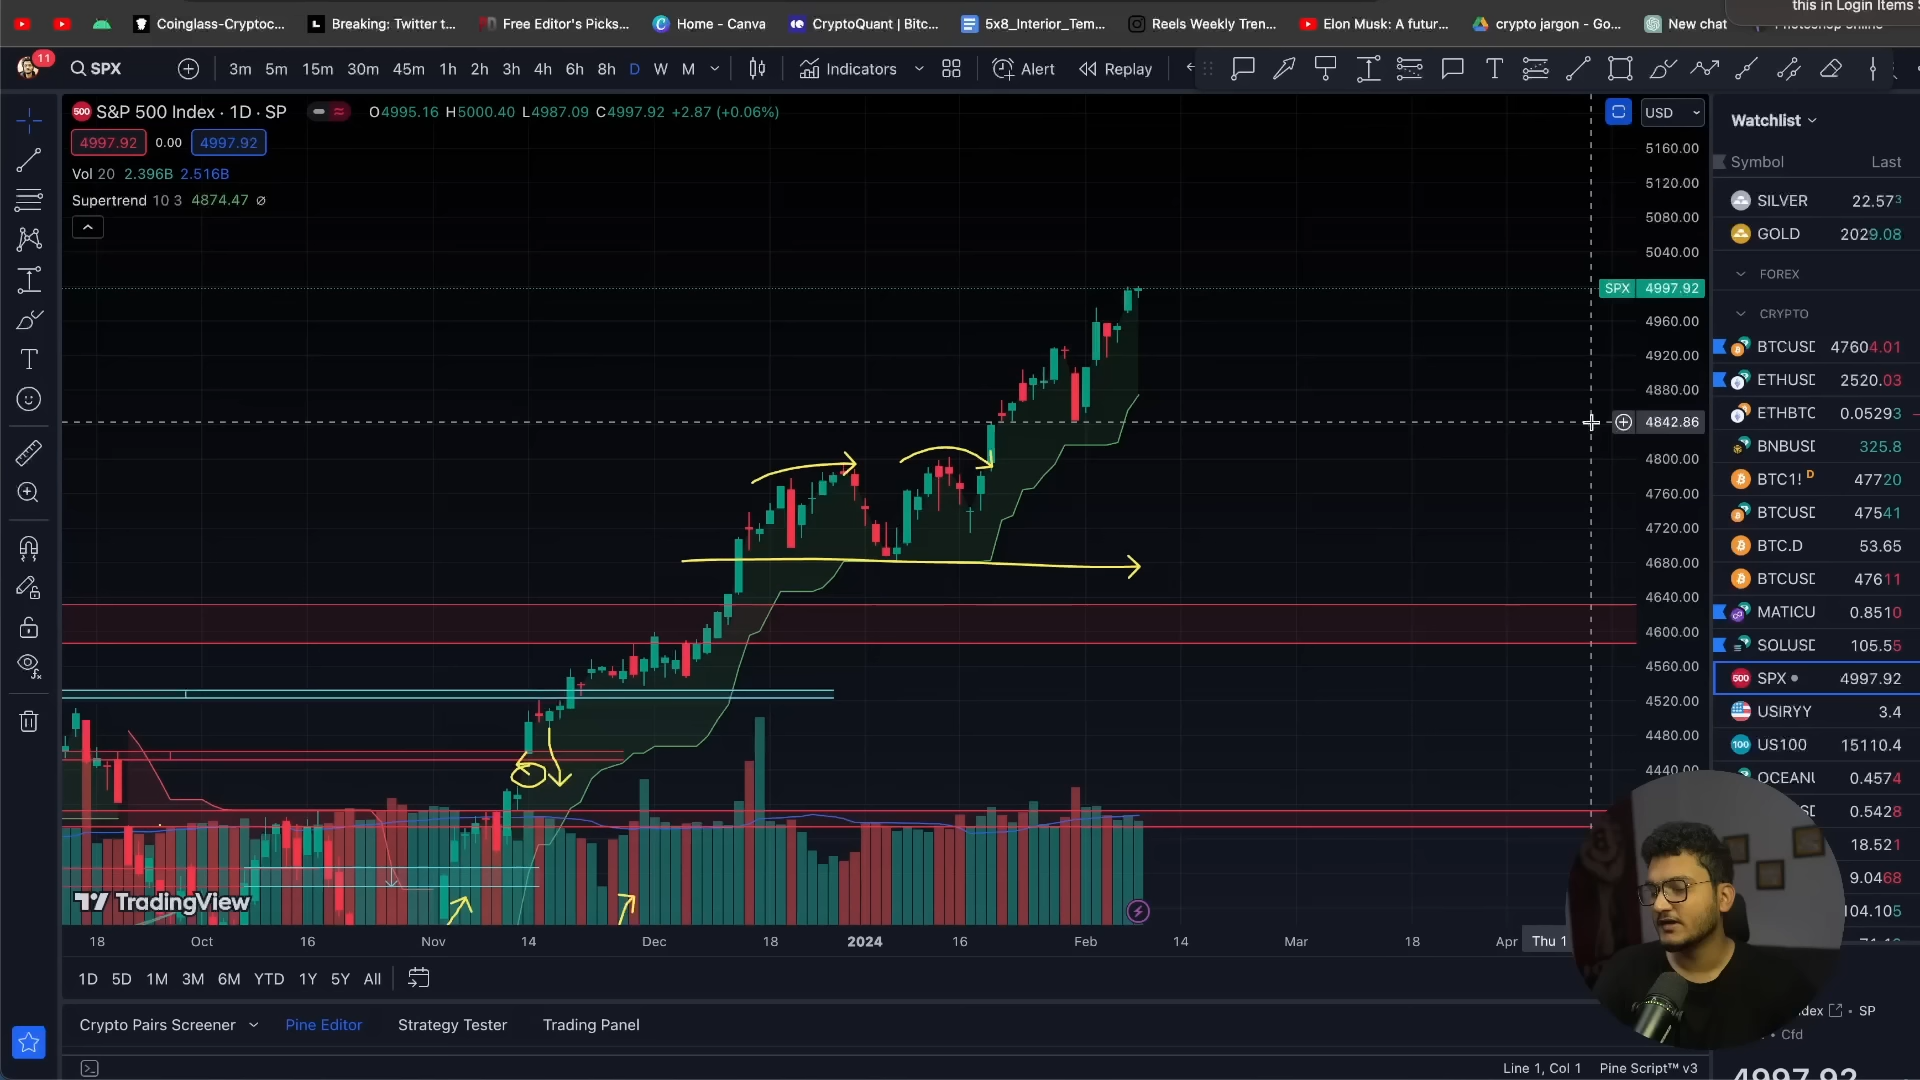 this in Login Items S
Coinglass-Cryptoc...
Breaking: Twitter t...
Free Editor's Picks...
Home - Canva
CryptoQuant | Bitc...
5x8_Interior_Tem...
Reels Weekly Tren...
Elon Musk: A futur...
crypto jargon - Go...
New chat
11
SPX
3m 5m 15m 30m 45m 1h 2h 3h 4h 6h 8h D W M
Indicators
Alert
Replay
500 S&P 500 Index · 1D · SP
O4995.16 H5000.40 L4987.09 C4997.92 +2.87 (+0.06%)
USD
4997.92 0.00 4997.92
Vol 20 2.396B 2.516B
Supertrend 10 3 4874.47 ∅
5160.00
5120.00
5080.00
5040.00
SPX 4997.92
4960.00
4920.00
4880.00
4842.86
4800.00
4760.00
4720.00
4680.00
4640.00
4600.00
4560.00
4520.00
4480.00
4440.00
TradingView
18 Oct 16 Nov 14 Dec 18 2024 16 Feb 14 Mar 18 Apr Thu 1
1D 5D 1M 3M 6M YTD 1Y 5Y All
Crypto Pairs Screener
Pine Editor
Strategy Tester
Trading Panel
Line 1, Col 1 Pine Script™ v3
Watchlist
Symbol Last
SILVER 22.573
GOLD 2029.08
FOREX
CRYPTO
BTCUSD 47604.01
ETHUSD 2520.03
ETHBTC 0.05293
BNBUSD 325.8
BTC1! D 47720
BTCUSD 47541
BTC.D 53.65
BTCUSD 47611
MATICU 0.8510
SOLUSD 105.55
500 SPX 4997.92
USIRYY 3.4
100 US100 15110.4
OCEANU 0.4574
0.5428
18.521
9.0468
104.105
dex · SP
· Cfd
4997.92